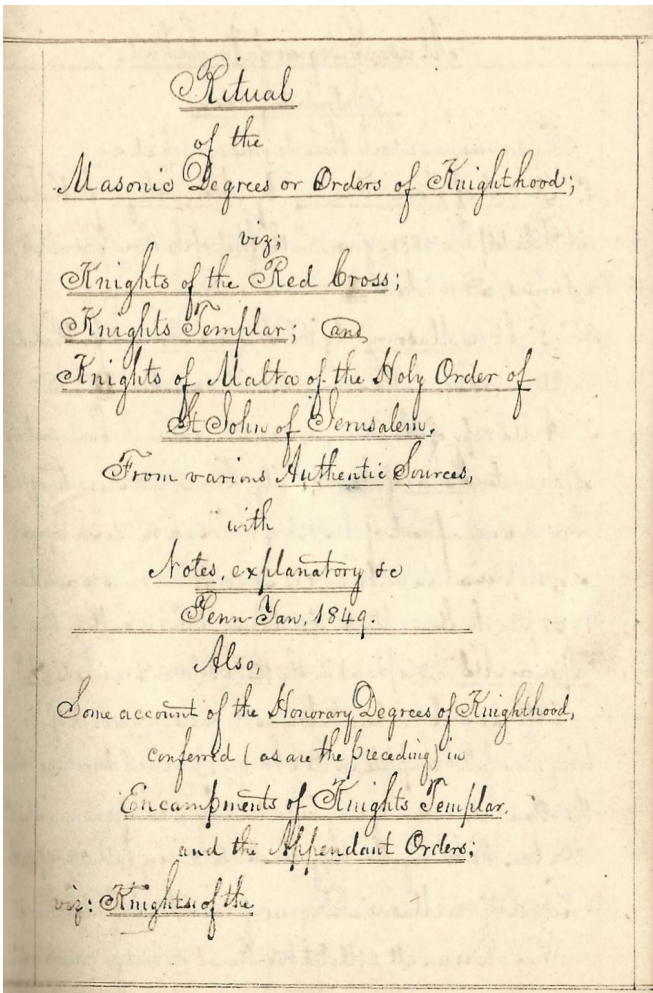 Ritual
of the
Masonic Degrees or Orders of Knighthood;
viz;
Knights of the Red Cross;
Knights Templar; and
Knights of Malta of the Holy Order of
St John of Jerusalem,
From various Authentic Sources,
with
Notes, explanatory &c
Penn-Yan, 1849.
Also,
Some account of the Honorary Degrees of Knighthood,
conferred (as are the preceding) in
Encampments of Knights Templar,
and the Appendant Orders;
viz: Knights of the